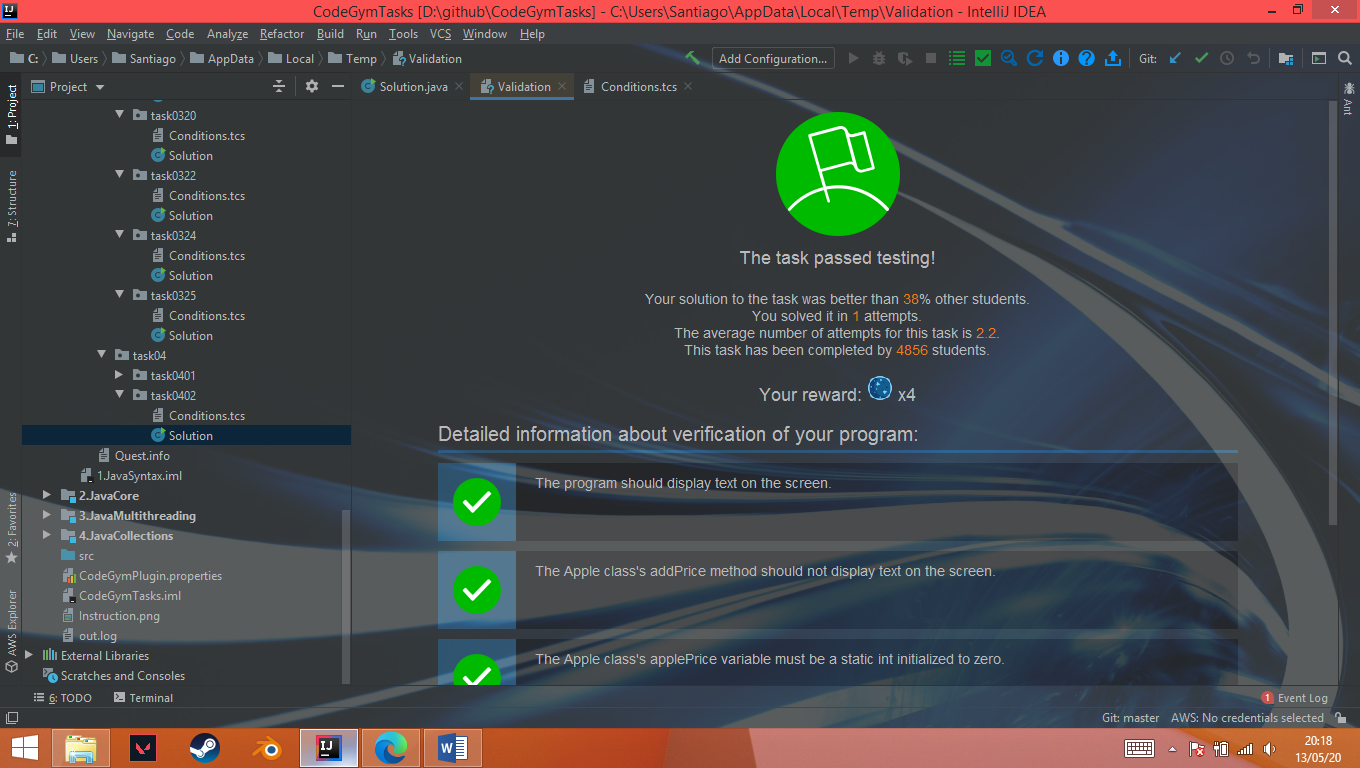 CodeGymTasks [D:\github\CodeGymTasks] - C:\Users\Santiago\AppData\Local\Temp\Validation - IntelliJ IDEA
File Edit View Navigate Code Analyze Refactor Build Run Tools VCS Window Help
C: Users Santiago AppData Local Temp Validation Add Configuration... Git:
Project Solution.java Validation Conditions.tcs
1: Project
7: Structure
2: Favorites
AWS Explorer
task0320
Conditions.tcs
Solution
task0322
Conditions.tcs
Solution
task0324
Conditions.tcs
Solution
task0325
Conditions.tcs
Solution
task04
task0401
task0402
Conditions.tcs
Solution
Quest.info
1.JavaSyntax.iml
2.JavaCore
3.JavaMultithreading
4.JavaCollections
src
CodeGymPlugin.properties
CodeGymTasks.iml
Instruction.png
out.log
External Libraries
Scratches and Consoles
The task passed testing!
Your solution to the task was better than 38% other students.
You solved it in 1 attempts.
The average number of attempts for this task is 2.2.
This task has been completed by 4856 students.
Your reward: x4
Detailed information about verification of your program:
The program should display text on the screen.
The Apple class's addPrice method should not display text on the screen.
The Apple class's applePrice variable must be a static int initialized to zero.
Ant
6: TODO Terminal 1 Event Log
Git: master AWS: No credentials selected
IJ
W
20:18
13/05/20